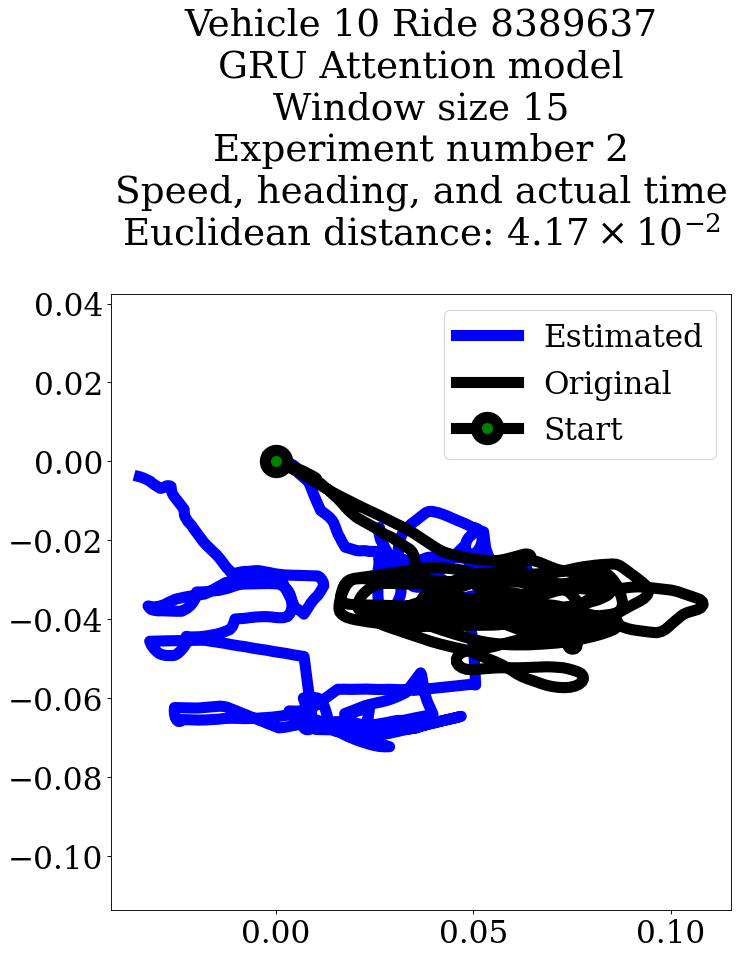 Vehicle 10 Ride 8389637
GRU Attention model
Window size 15
Experiment number 2
Speed, heading, and actual time
Euclidean distance: 4.17 × 10⁻²
Estimated
Original
Start
0.04
0.02
0.00
−0.02
−0.04
−0.06
−0.08
−0.10
0.00 0.05 0.10